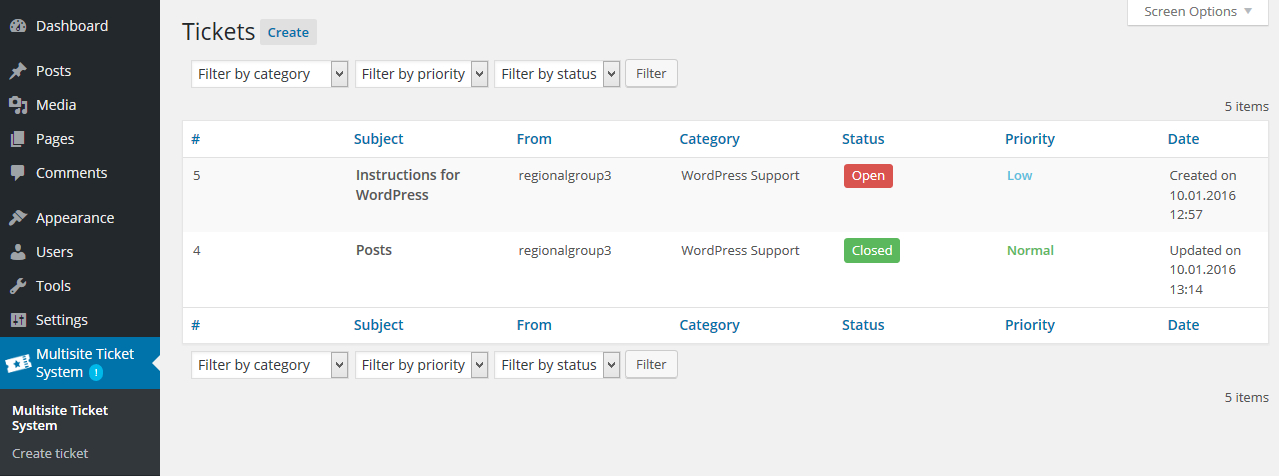 Dashboard
Posts
Media
Pages
Comments
Appearance
Users
Tools
Settings
Multisite Ticket
System !
Multisite Ticket
System
Create ticket
Screen Options
Tickets Create
Filter by category Filter by priority Filter by status Filter
5 items
# Subject From Category Status Priority Date
5 Instructions for regionalgroup3 WordPress Support Open Low Created on
WordPress 10.01.2016
12:57
4 Posts regionalgroup3 WordPress Support Closed Normal Updated on
10.01.2016
13:14
# Subject From Category Status Priority Date
Filter by category Filter by priority Filter by status Filter
5 items